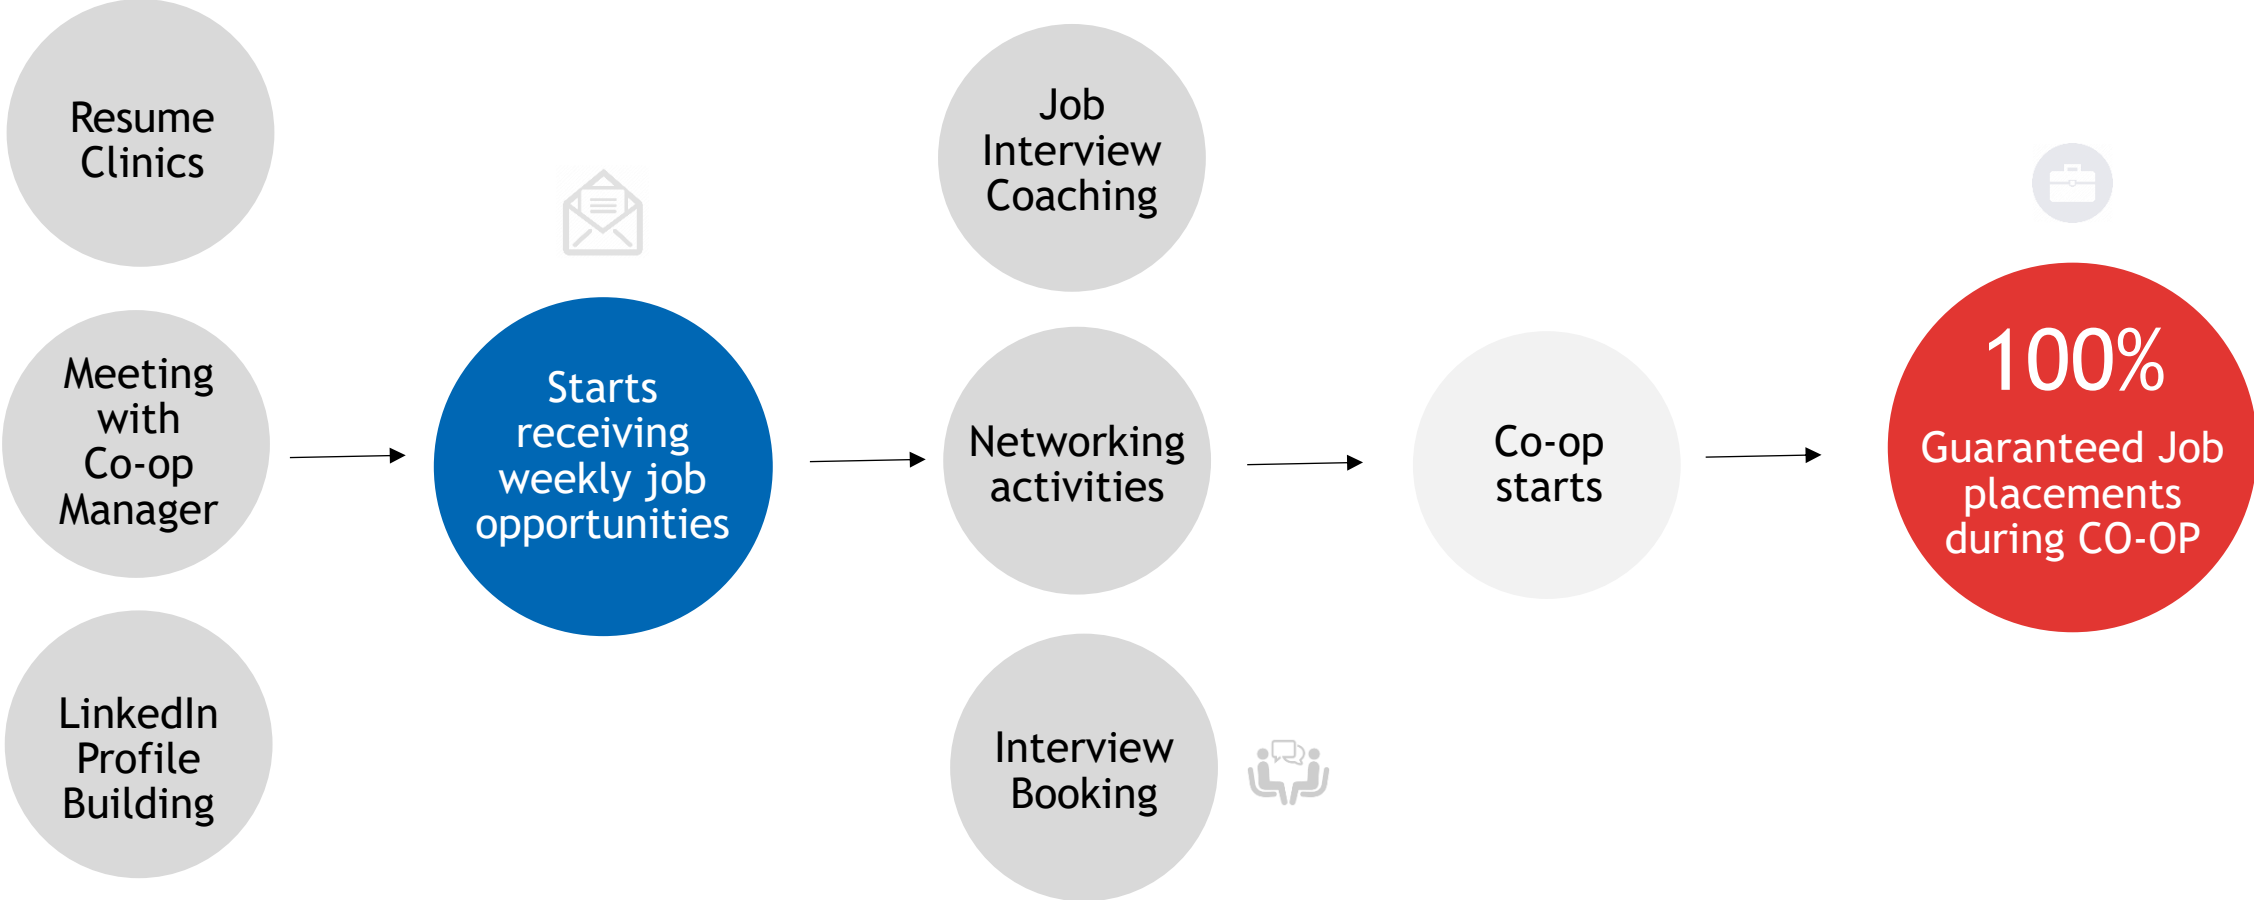 Resume
Clinics
Meeting
with
Co-op
Manager
LinkedIn
Profile
Building
Starts
receiving
weekly job
opportunities
Job
Interview
Coaching
Networking
activities
Interview
Booking
Co-op
starts
100%
Guaranteed Job
placements
during CO-OP